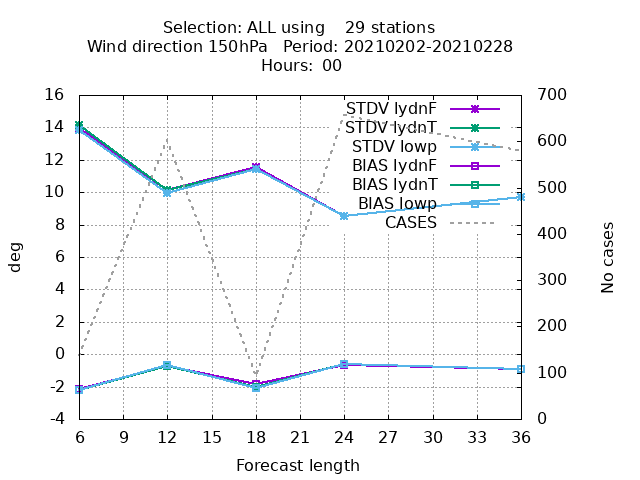 Selection: ALL using    29 stations
Wind direction 150hPa   Period: 20210202-20210228
Hours: 00
16
14
12
10
8
6
4
2
0
-2
-4
deg
700
600
500
400
300
200
100
0
No cases
STDV lydnF
STDV lydnT
STDV lowp
BIAS lydnF
BIAS lydnT
BIAS lowp
CASES
6 9 12 15 18 21 24 27 30 33 36
Forecast length